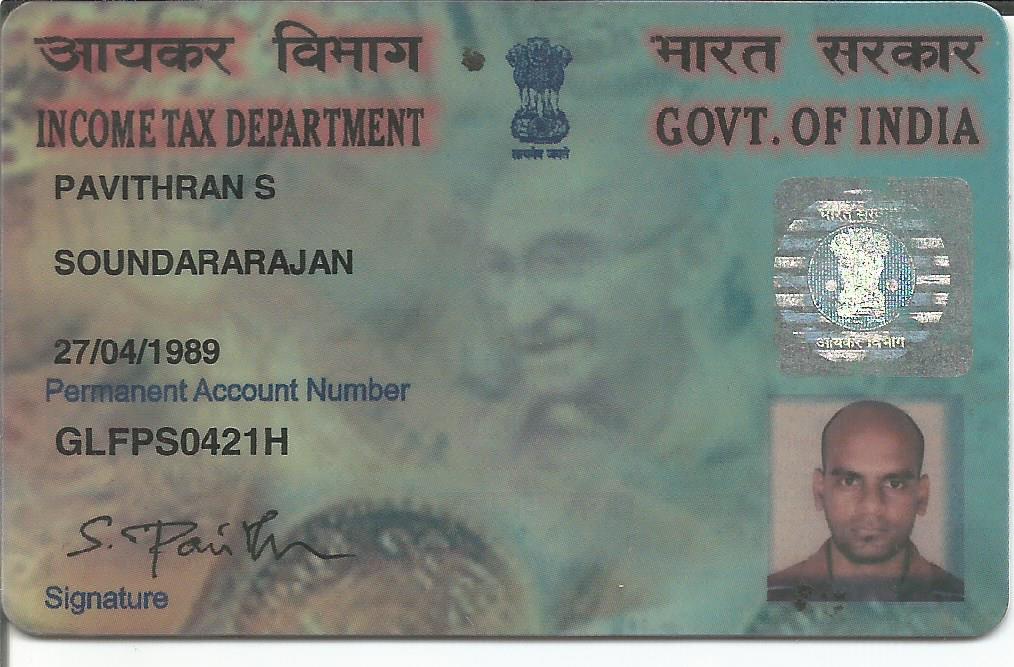 आयकर विभाग
भारत सरकार
INCOME TAX DEPARTMENT
GOVT. OF INDIA
सत्यमेव जयते
PAVITHRAN S
SOUNDARARAJAN
27/04/1989
Permanent Account Number
GLFPS0421H
S. Pavithran
Signature
भारत सरकार
आयकर विभाग